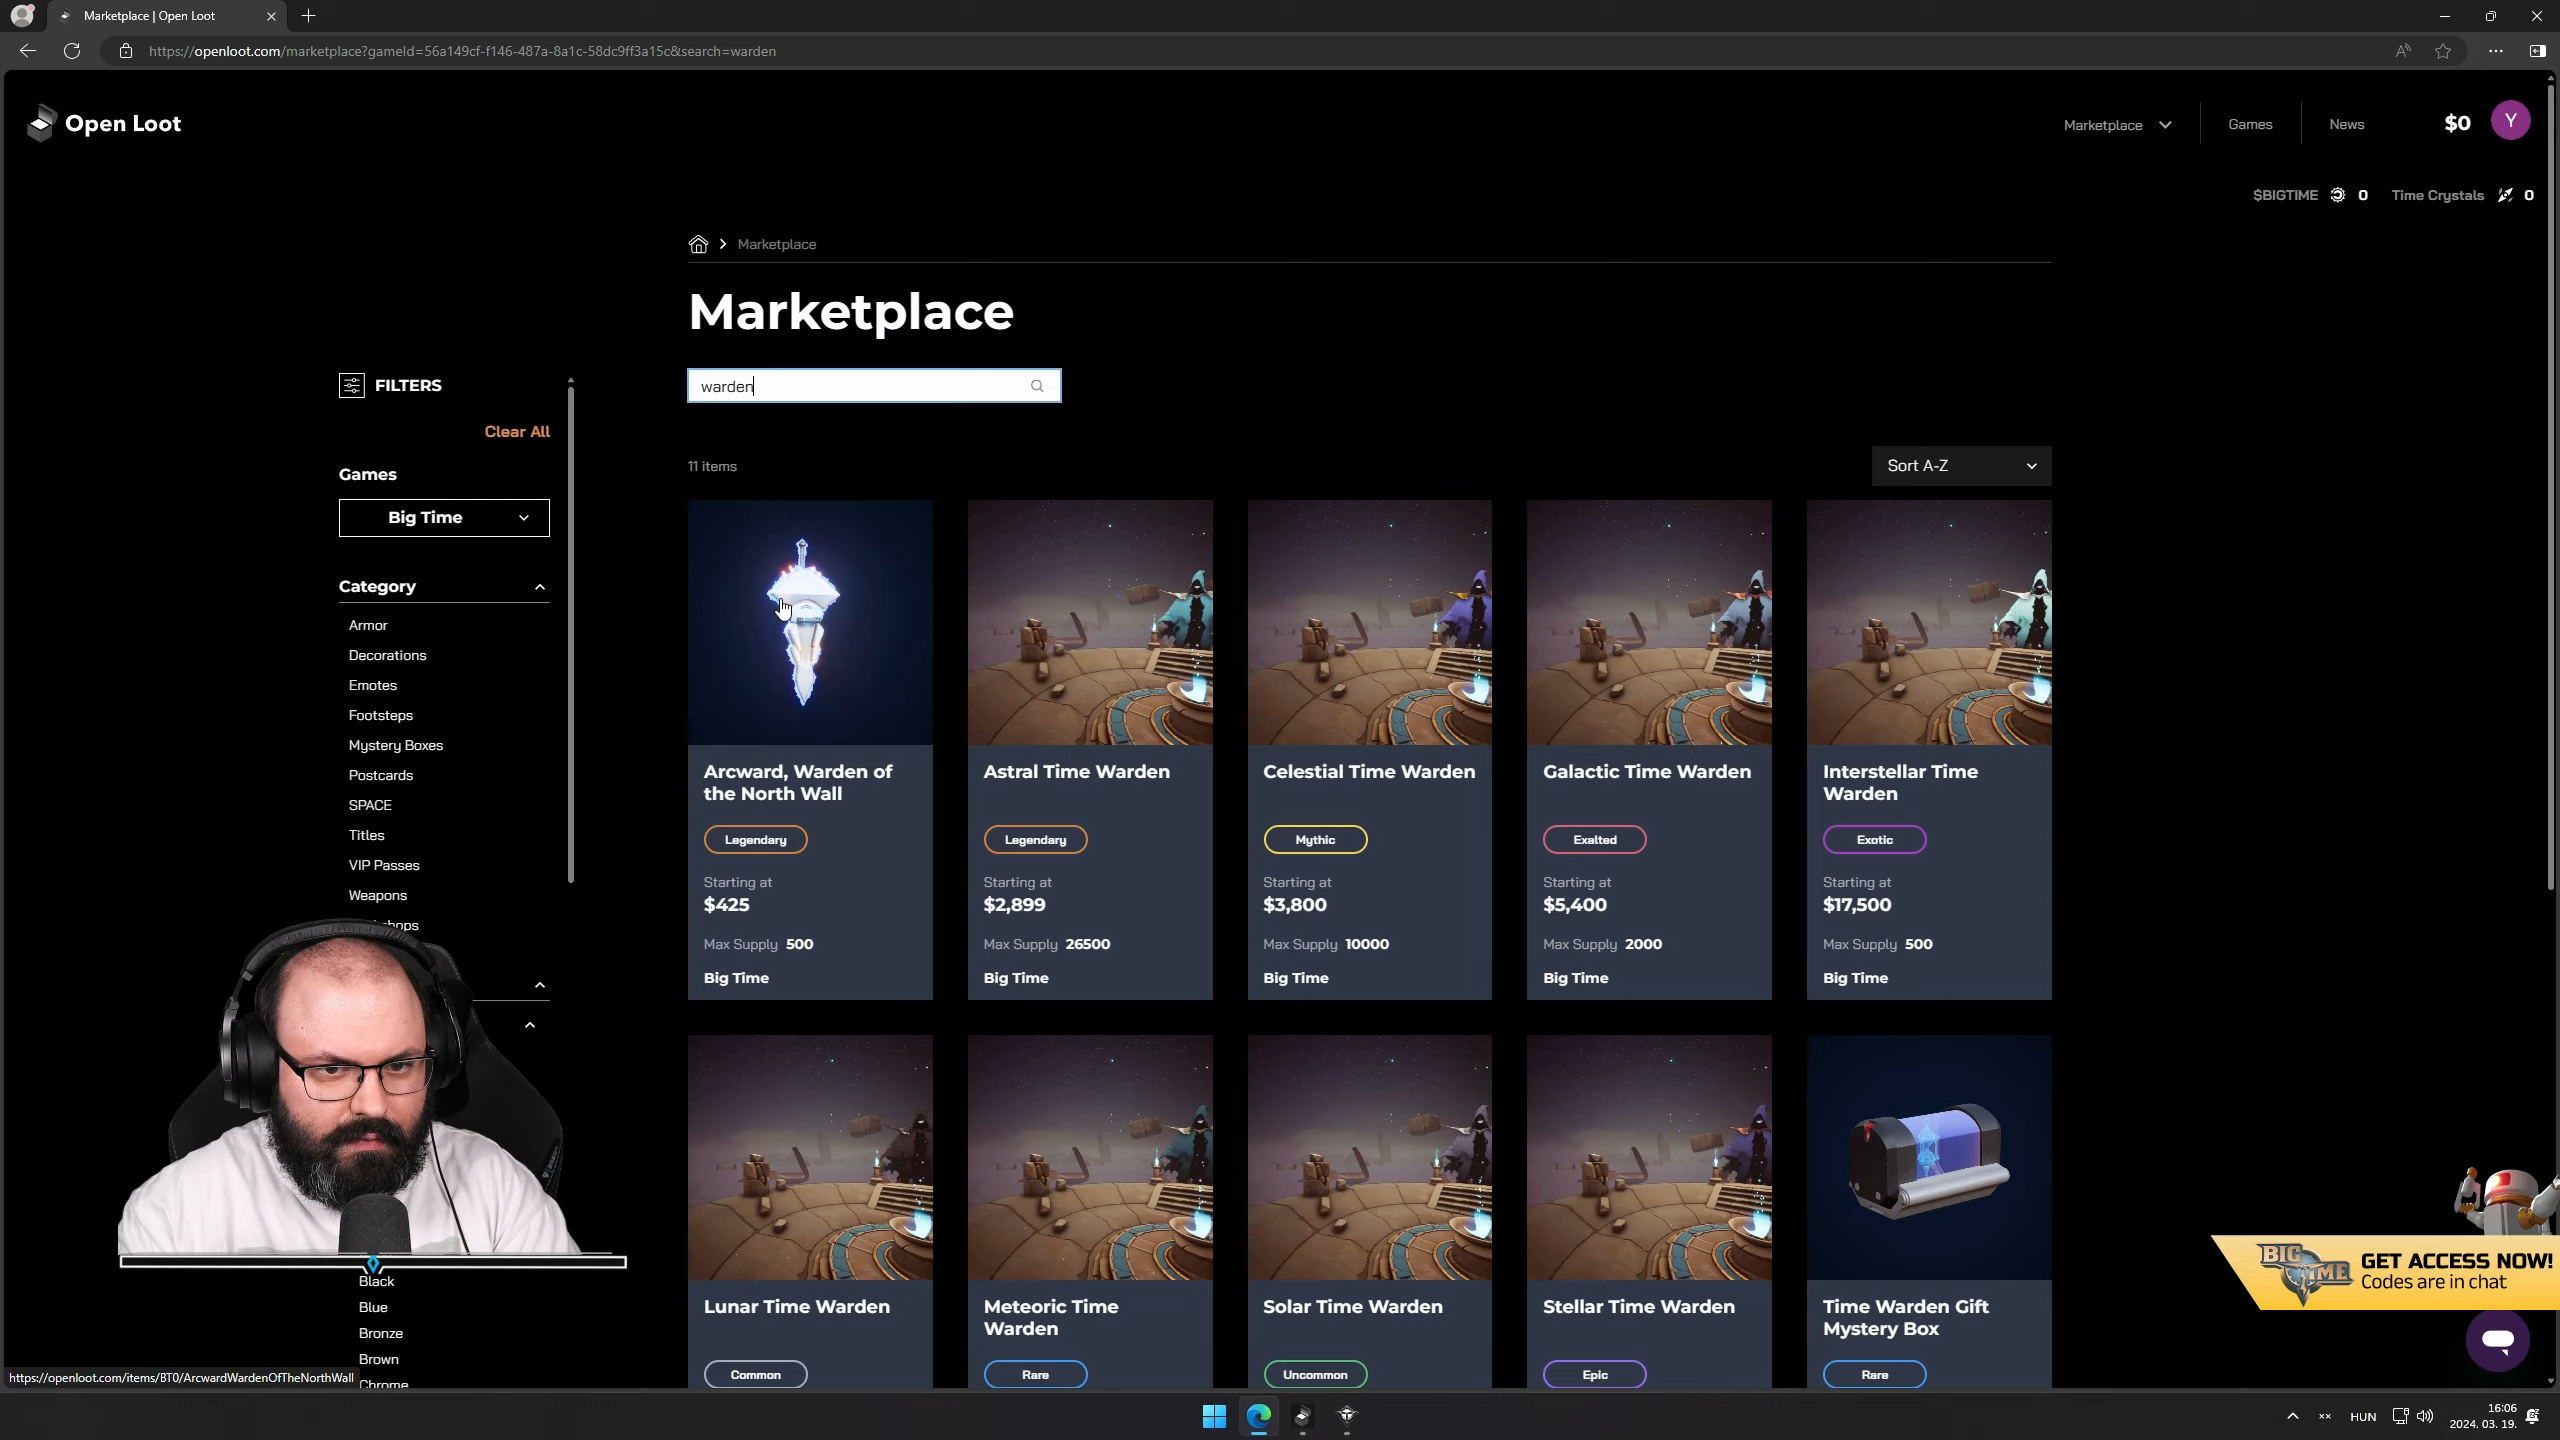 Marketplace | Open Loot
https://openloot.com/marketplace?gameId=56a149cf-f146-487a-8a1c-58dc9ff3a15c&search=warden
Open Loot
Marketplace
Games
News
$0
Y
$BIGTIME 0
Time Crystals 0
Marketplace
Marketplace
warden
FILTERS
Clear All
Games
Big Time
Category
Armor
Decorations
Emotes
Footsteps
Mystery Boxes
Postcards
SPACE
Titles
VIP Passes
Weapons
Black
Blue
Bronze
Brown
Chrome
11 items
Sort A-Z
Arcward, Warden of
the North Wall
Legendary
Starting at
$425
Max Supply 500
Big Time
Astral Time Warden
Legendary
Starting at
$2,899
Max Supply 26500
Big Time
Celestial Time Warden
Mythic
Starting at
$3,800
Max Supply 10000
Big Time
Galactic Time Warden
Exalted
Starting at
$5,400
Max Supply 2000
Big Time
Interstellar Time
Warden
Exotic
Starting at
$17,500
Max Supply 500
Big Time
Lunar Time Warden
Common
Meteoric Time
Warden
Rare
Solar Time Warden
Uncommon
Stellar Time Warden
Epic
Time Warden Gift
Mystery Box
Rare
BIG TIME
GET ACCESS NOW!
Codes are in chat
https://openloot.com/items/BT0/ArcwardWardenOfTheNorthWall
HUN
16:06
2024. 03. 19.